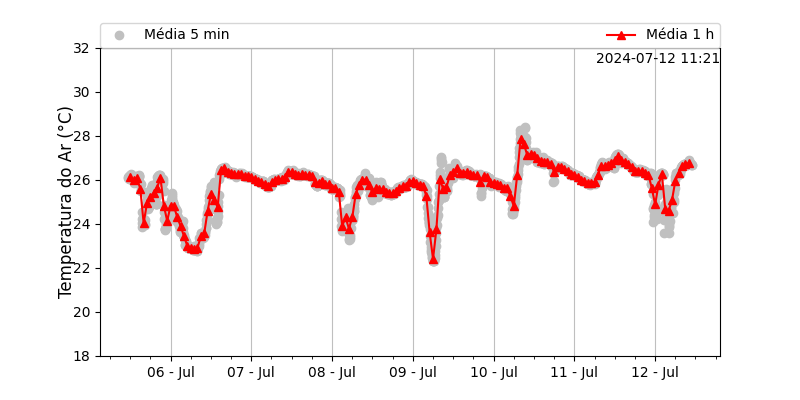 Média 5 min
Média 1 h
2024-07-12 11:21
Temperatura do Ar (°C)
32
30
28
26
24
22
20
18
06 - Jul
07 - Jul
08 - Jul
09 - Jul
10 - Jul
11 - Jul
12 - Jul